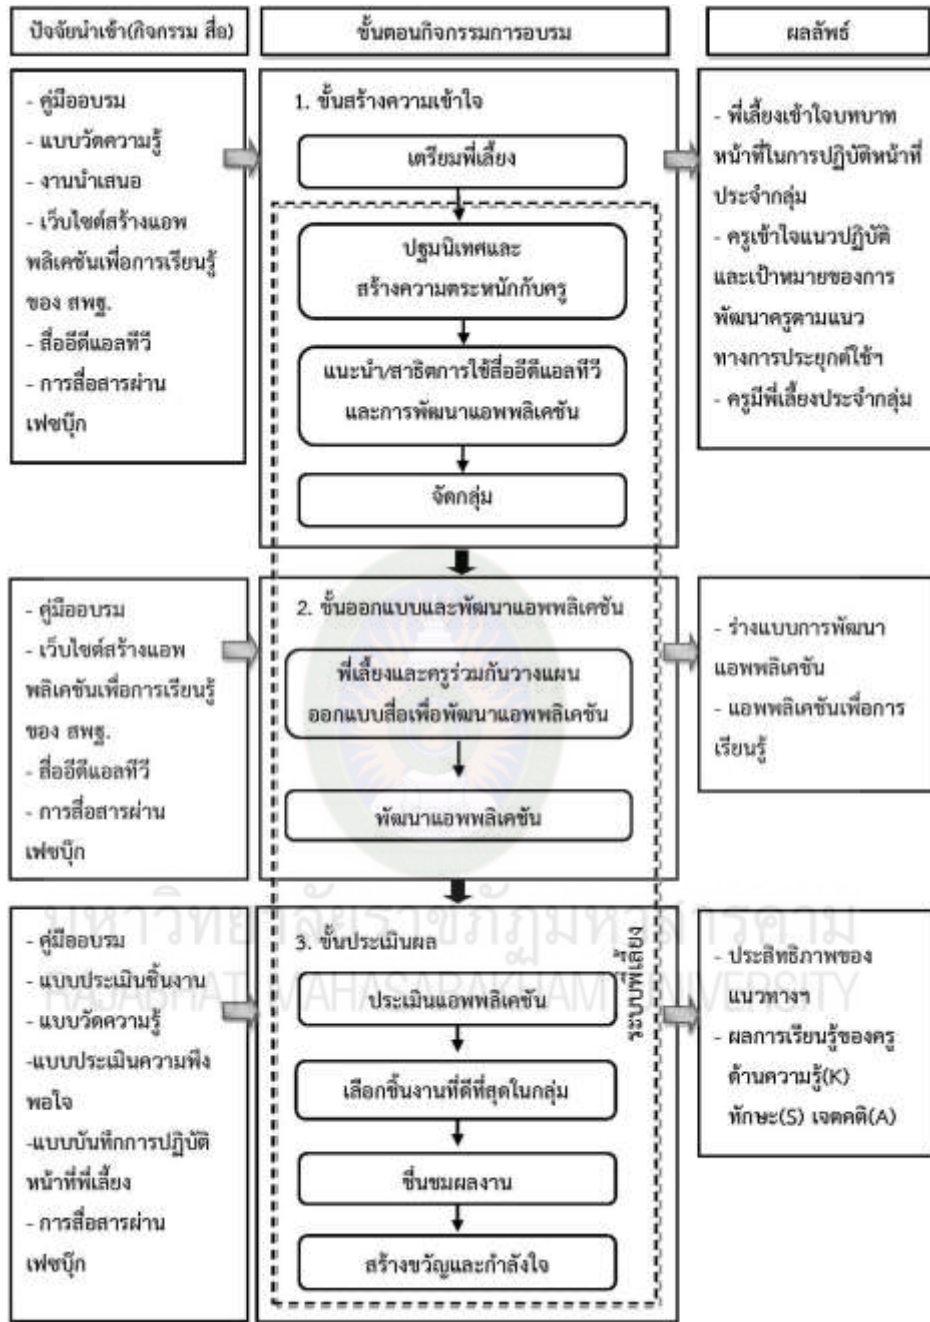 ปัจจัยนำเข้า(กิจกรรม สื่อ)
ขั้นตอนกิจกรรมการอบรม
ผลลัพธ์
- คู่มืออบรม
- แบบวัดความรู้
- งานนำเสนอ
- เว็บไซต์สร้างแอพ
พลิเคชันเพื่อการเรียนรู้
ของ สพฐ.
- สื่ออีดีแอลทีวี
- การสื่อสารผ่าน
เฟซบุ๊ก
1. ขั้นสร้างความเข้าใจ
เตรียมพี่เลี้ยง
ปฐมนิเทศและ
สร้างความตระหนักกับครู
แนะนำ/สาธิตการใช้สื่ออีดีแอลทีวี
และการพัฒนาแอพพลิเคชัน
จัดกลุ่ม
- พี่เลี้ยงเข้าใจบทบาท
หน้าที่ในการปฏิบัติหน้าที่
ประจำกลุ่ม
- ครูเข้าใจแนวปฏิบัติ
และเป้าหมายของการ
พัฒนาครูตามแนว
ทางการประยุกต์ใช้ฯ
- ครูมีพี่เลี้ยงประจำกลุ่ม
- คู่มืออบรม
- เว็บไซต์สร้างแอพ
พลิเคชันเพื่อการเรียนรู้
ของ สพฐ.
- สื่ออีดีแอลทีวี
- การสื่อสารผ่าน
เฟซบุ๊ก
2. ขั้นออกแบบและพัฒนาแอพพลิเคชัน
พี่เลี้ยงและครูร่วมกันวางแผน
ออกแบบสื่อเพื่อพัฒนาแอพพลิเคชัน
พัฒนาแอพพลิเคชัน
- ร่างแบบการพัฒนา
แอพพลิเคชัน
- แอพพลิเคชันเพื่อการ
เรียนรู้
มหาวิทยาลัยราชภัฏมหาสารคาม
RAJABHAT MAHASARAKHAM UNIVERSITY
- คู่มืออบรม
- แบบประเมินชิ้นงาน
- แบบวัดความรู้
-แบบประเมินความพึง
พอใจ
-แบบบันทึกการปฏิบัติ
หน้าที่พี่เลี้ยง
- การสื่อสารผ่าน
เฟซบุ๊ก
3. ขั้นประเมินผล
ประเมินแอพพลิเคชัน
เลือกชิ้นงานที่ดีที่สุดในกลุ่ม
ชื่นชมผลงาน
สร้างขวัญและกำลังใจ
ระบบพี่เลี้ยง
- ประสิทธิภาพของ
แนวทางฯ
- ผลการเรียนรู้ของครู
ด้านความรู้(K)
ทักษะ(S) เจตคติ(A)